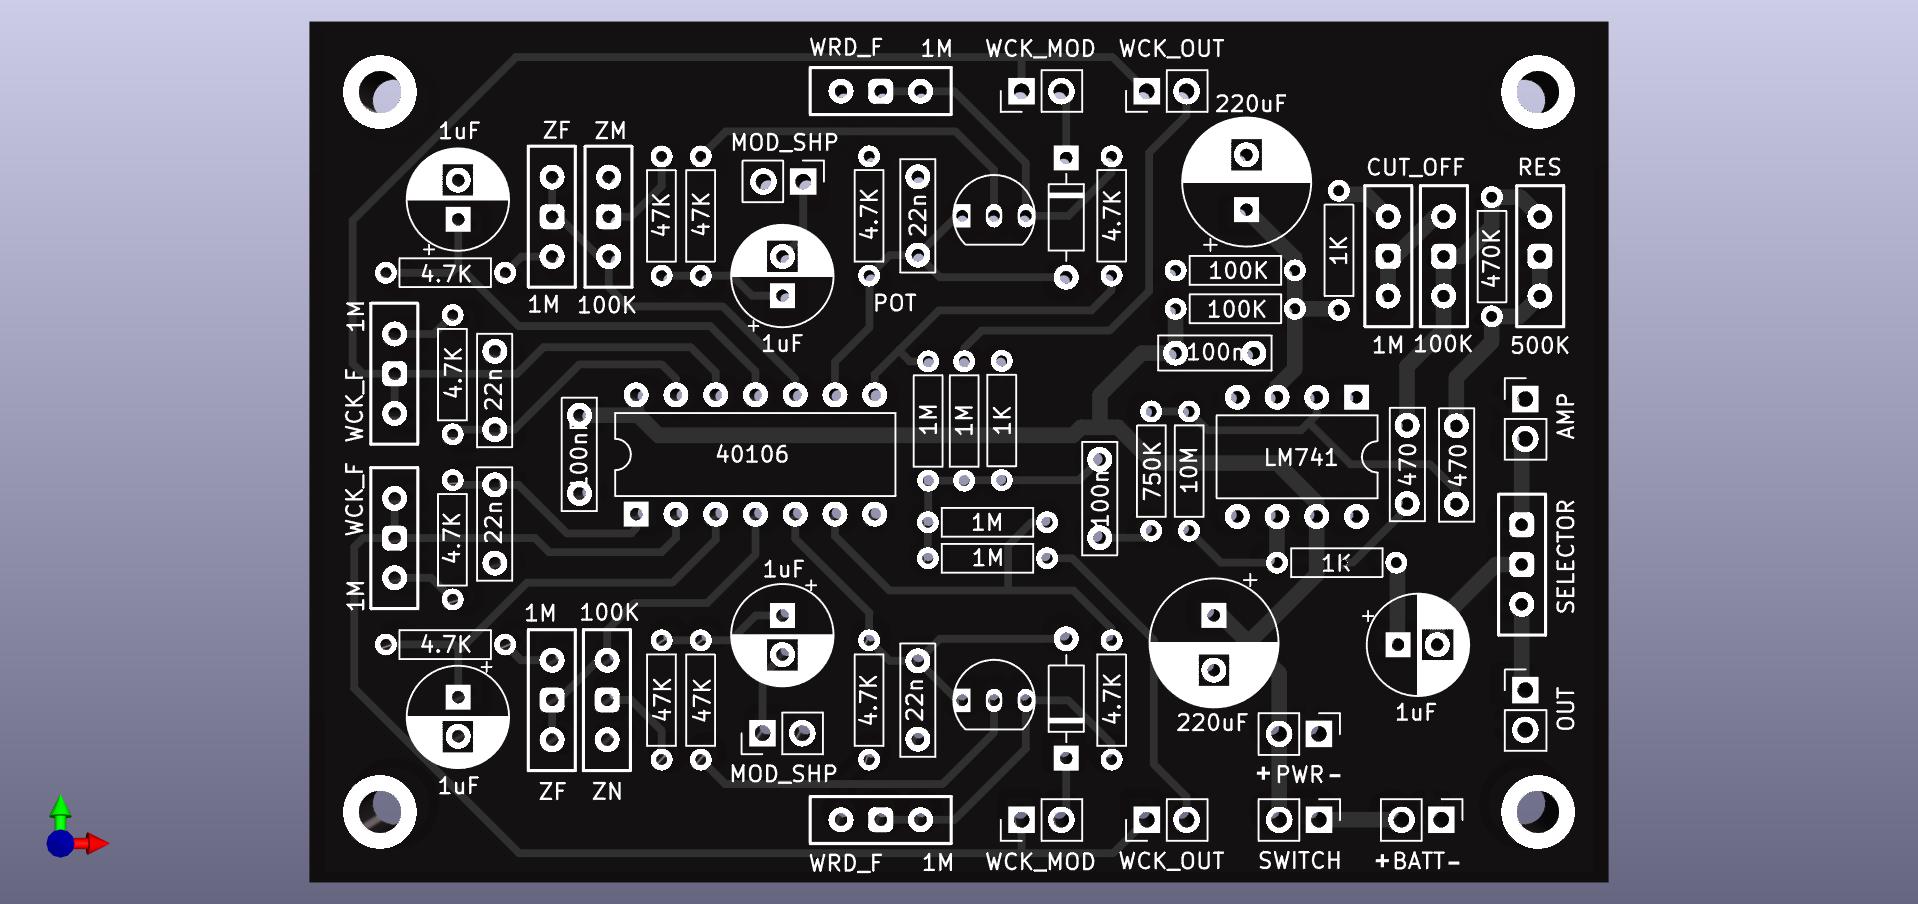 WRD_F 1M WCK_MOD WCK_OUT
220uF
1uF ZF ZM MOD_SHP
CUT_OFF RES
47K 47K 4.7K 22n 4.7K 1K 470K
+
4.7K 100K
1M 100K POT
100K
+
1uF
+
1M 100K 500K
100n
1M
WCK_F
4.7K
22n
100n
40106
1M 1M 1K
750K 10M
LM741
470 470
AMP
WCK_F
1M
4.7K
22n
1M
1M
100n
1K
SELECTOR
1uF
+
1M 100K
+
+
4.7K
+
47K 47K 4.7K 22n 4.7K
220uF
1uF
OUT
MOD_SHP
+PWR-
1uF ZF ZN
WRD_F 1M WCK_MOD WCK_OUT SWITCH +BATT-